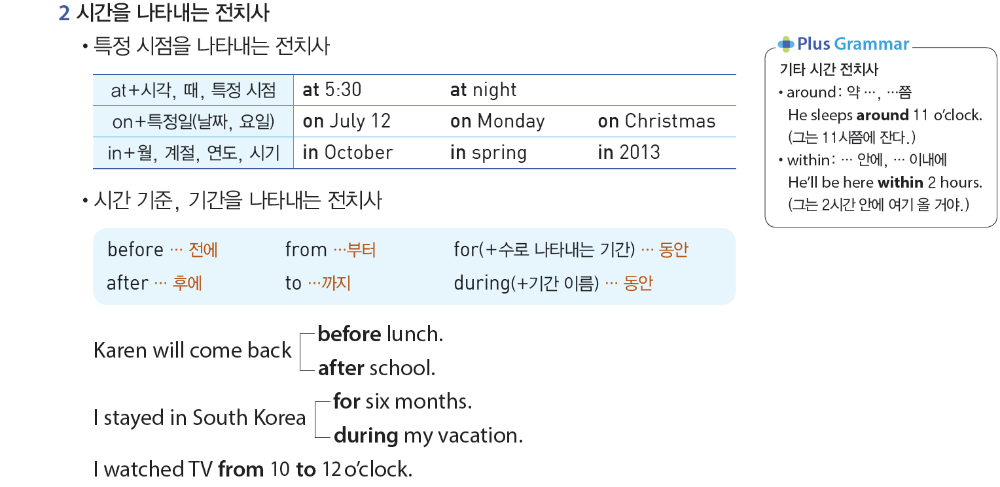 2 시간을 나타내는 전치사
• 특정 시점을 나타내는 전치사
at+시각, 때, 특정 시점 at 5:30 at night
on+특정일(날짜, 요일) on July 12 on Monday on Christmas
in+월, 계절, 연도, 시기 in October in spring in 2013
• 시간 기준, 기간을 나타내는 전치사
before … 전에 from …부터 for(+수로 나타내는 기간) … 동안
after … 후에 to …까지 during(+기간 이름) … 동안
Karen will come back
before lunch.
after school.
I stayed in South Korea
for six months.
during my vacation.
I watched TV from 10 to 12 o’clock.
Plus Grammar
기타 시간 전치사
• around: 약 …, …쯤
He sleeps around 11 o’clock.
(그는 11시쯤에 잔다.)
• within: … 안에, … 이내에
He’ll be here within 2 hours.
(그는 2시간 안에 여기 올 거야.)